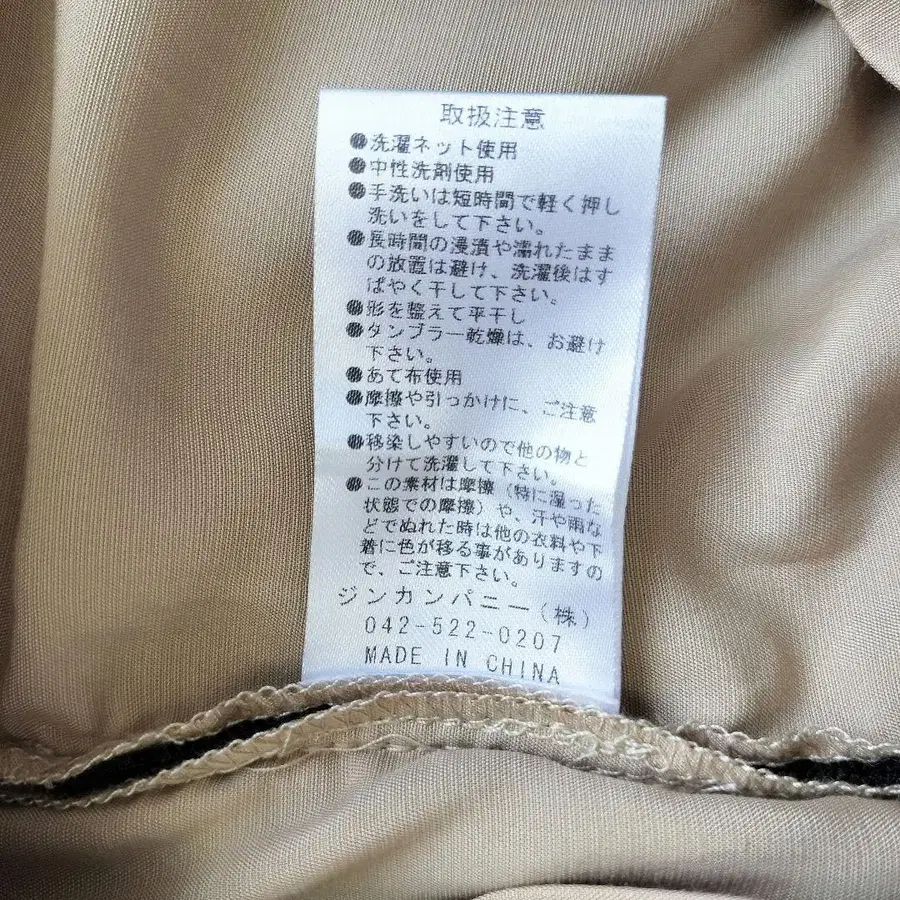 取扱注意
●洗濯ネット使用
●中性洗剤使用
●手洗いは短時間で軽く押し
洗いをして下さい。
●長時間の浸漬や濡れたまま
の放置は避け、洗濯後はす
ばやく干して下さい。
●形を整えて平干し
●タンブラー乾燥は、お避け
下さい。
●あて布使用
●摩擦や引っかけに、ご注意
下さい。
●移染しやすいので他の物と
分けて洗濯して下さい。
●この素材は摩擦（特に湿った
状態での摩擦）や、汗や雨な
どでぬれた時は他の衣料や下
着に色が移る事がありますの
で、ご注意下さい。
ジンカンパニー（株）
042-522-0207
MADE IN CHINA